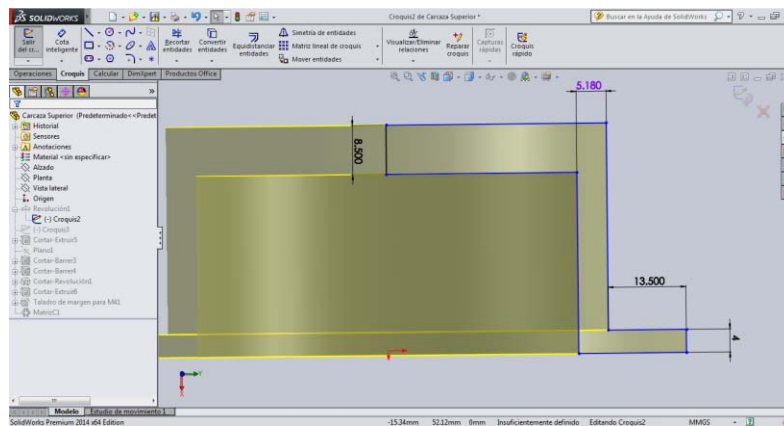 SOLIDWORKS
Croquis2 de Carcaza Superior *
Buscar en la Ayuda de SolidWorks
Salir del cr...
Cota inteligente
Recortar entidades
Convertir entidades
Equidistanciar entidades
Simetría de entidades
Matriz lineal de croquis
Mover entidades
Visualizar/Eliminar relaciones
Reparar croquis
Capturas rápidas
Croquis rápido
Operaciones Croquis Calcular DimXpert Productos Office
Carcaza Superior (Predeterminado<<Predet
Historial
Sensores
Anotaciones
Material <sin especificar>
Alzado
Planta
Vista lateral
Origen
Revolución1
(-) Croquis2
(-) Croquis3
Cortar-Extruir5
Plano1
Cortar-Barrer3
Cortar-Barrer4
Cortar-Revolución1
Cortar-Extruir6
Taladro de margen para M41
MatrizC1
5.180
8.500
13.500
4
Y
X
Modelo Estudio de movimiento 1
SolidWorks Premium 2014 x64 Edition -15.34mm 52.12mm 0mm Insuficientemente definido Editando Croquis2 MMGS